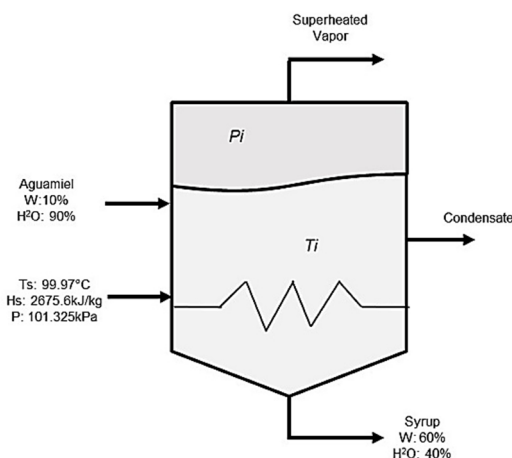 Superheated
Vapor
Pi
Aguamiel
W:10%
H²O: 90%
Condensate
Ti
Ts: 99.97°C
Hs: 2675.6kJ/kg
P: 101.325kPa
Syrup
W: 60%
H²O: 40%